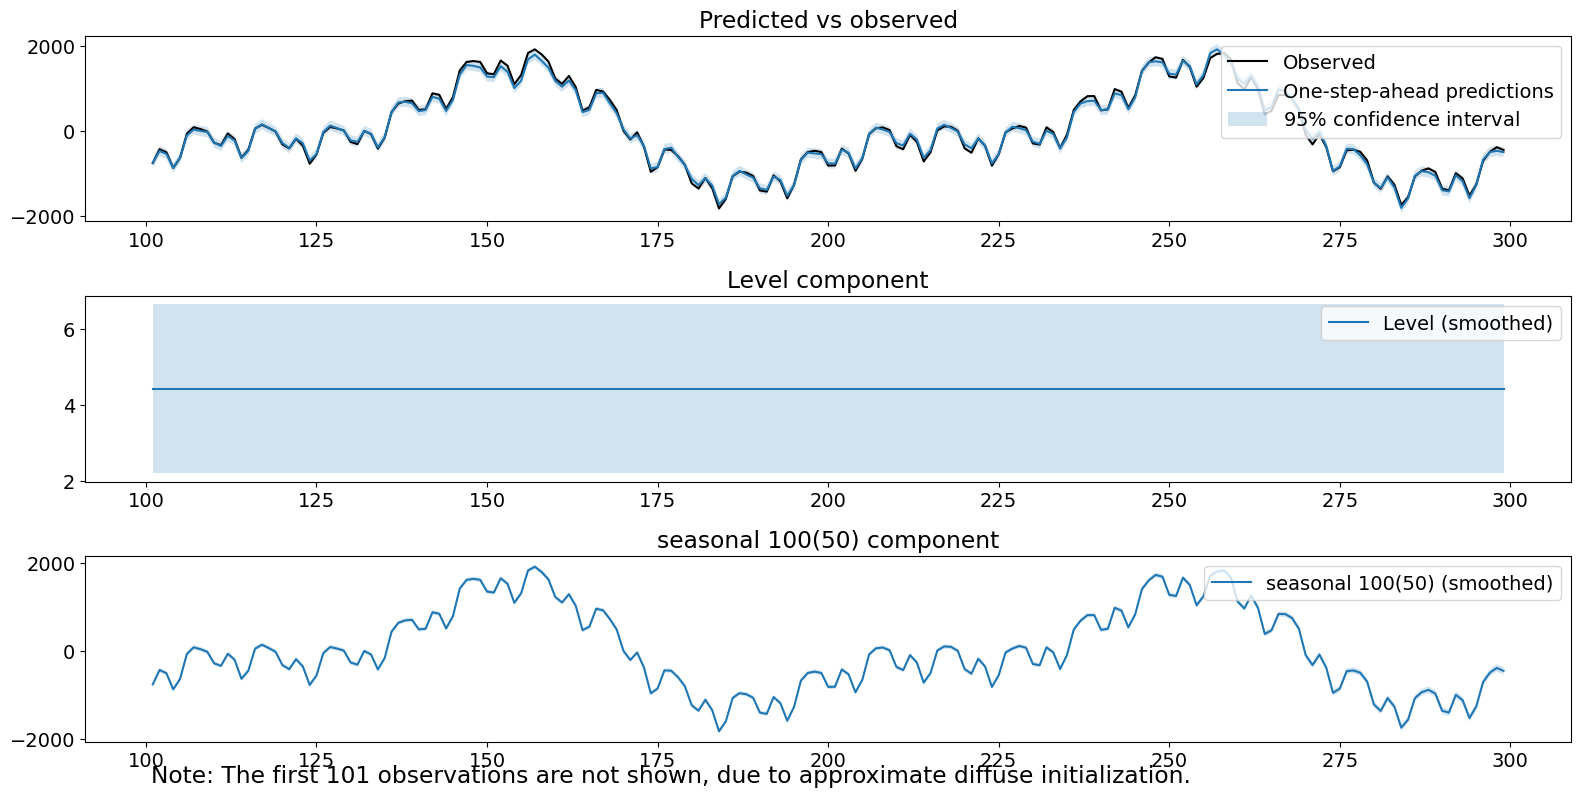 Predicted vs observed
2000
0
−2000
Observed
One-step-ahead predictions
95% confidence interval
100 125 150 175 200 225 250 275 300
Level component
6
4
2
Level (smoothed)
100 125 150 175 200 225 250 275 300
seasonal 100(50) component
2000
0
−2000
seasonal 100(50) (smoothed)
100 125 150 175 200 225 250 275 300
Note: The first 101 observations are not shown, due to approximate diffuse initialization.